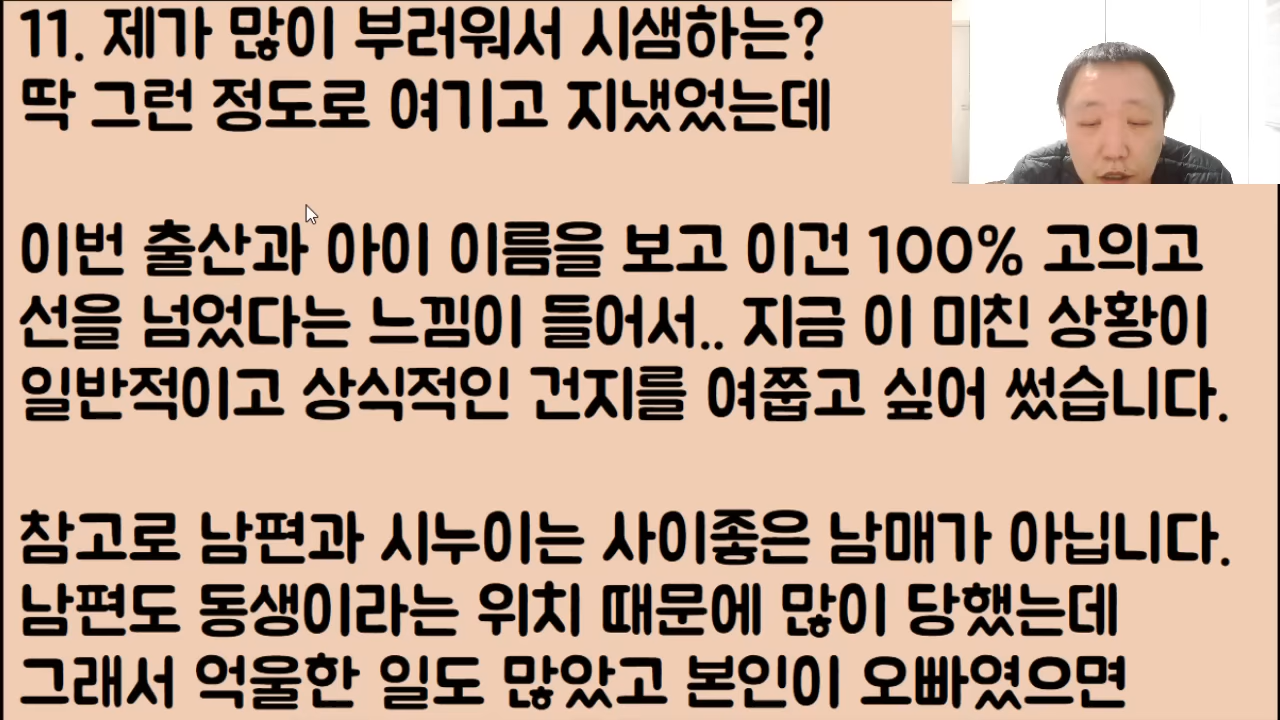 11. 제가 많이 부러워서 시샘하는?
딱 그런 정도로 여기고 지냈었는데
이번 출산과 아이 이름을 보고 이건 100% 고의고
선을 넘었다는 느낌이 들어서.. 지금 이 미친 상황이
일반적이고 상식적인 건지를 여쭙고 싶어 썼습니다.
참고로 남편과 시누이는 사이좋은 남매가 아닙니다.
남편도 동생이라는 위치 때문에 많이 당했는데
그래서 억울한 일도 많았고 본인이 오빠였으면